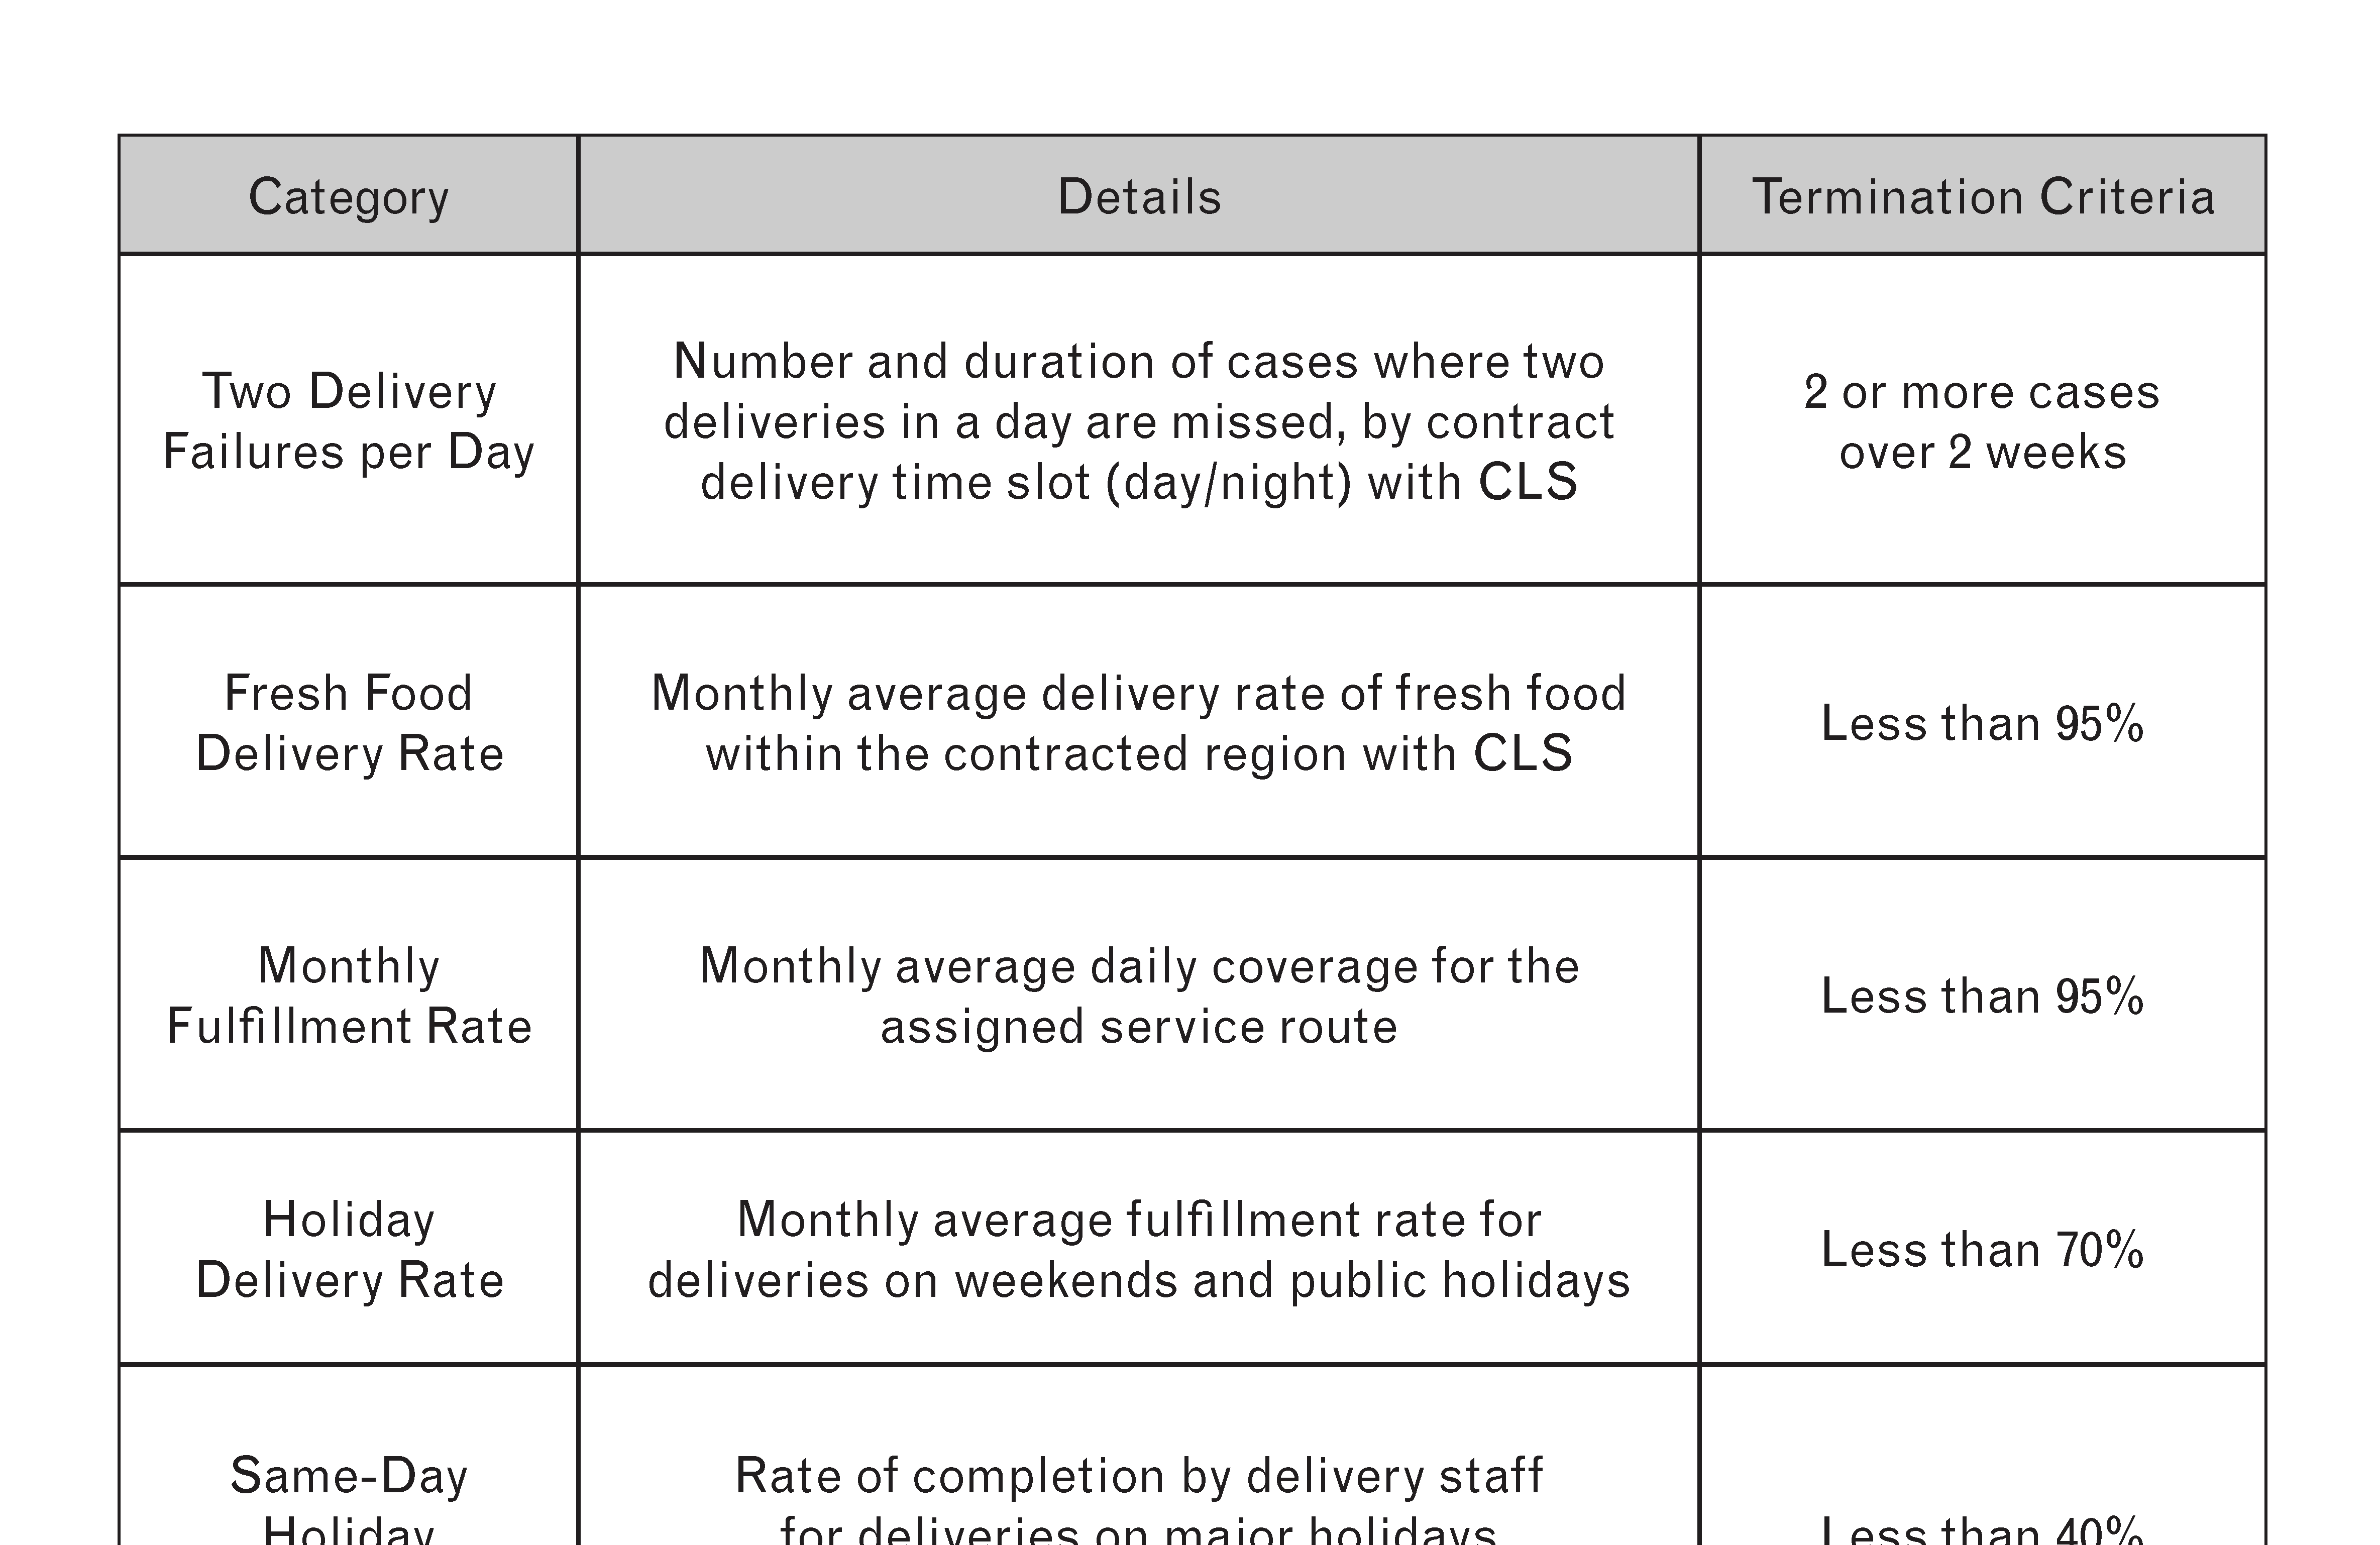 Category
Details
Termination Criteria
Two Delivery
Failures per Day
Number and duration of cases where two
deliveries in a day are missed, by contract
delivery time slot (day/night) with CLS
2 or more cases
over 2 weeks
Fresh Food
Delivery Rate
Monthly average delivery rate of fresh food
within the contracted region with CLS
Less than 95%
Monthly
Fulfillment Rate
Monthly average daily coverage for the
assigned service route
Less than 95%
Holiday
Delivery Rate
Monthly average fulfillment rate for
deliveries on weekends and public holidays
Less than 70%
Same-Day
Holiday
Rate of completion by delivery staff
for deliveries on major holidays
Less than 40%